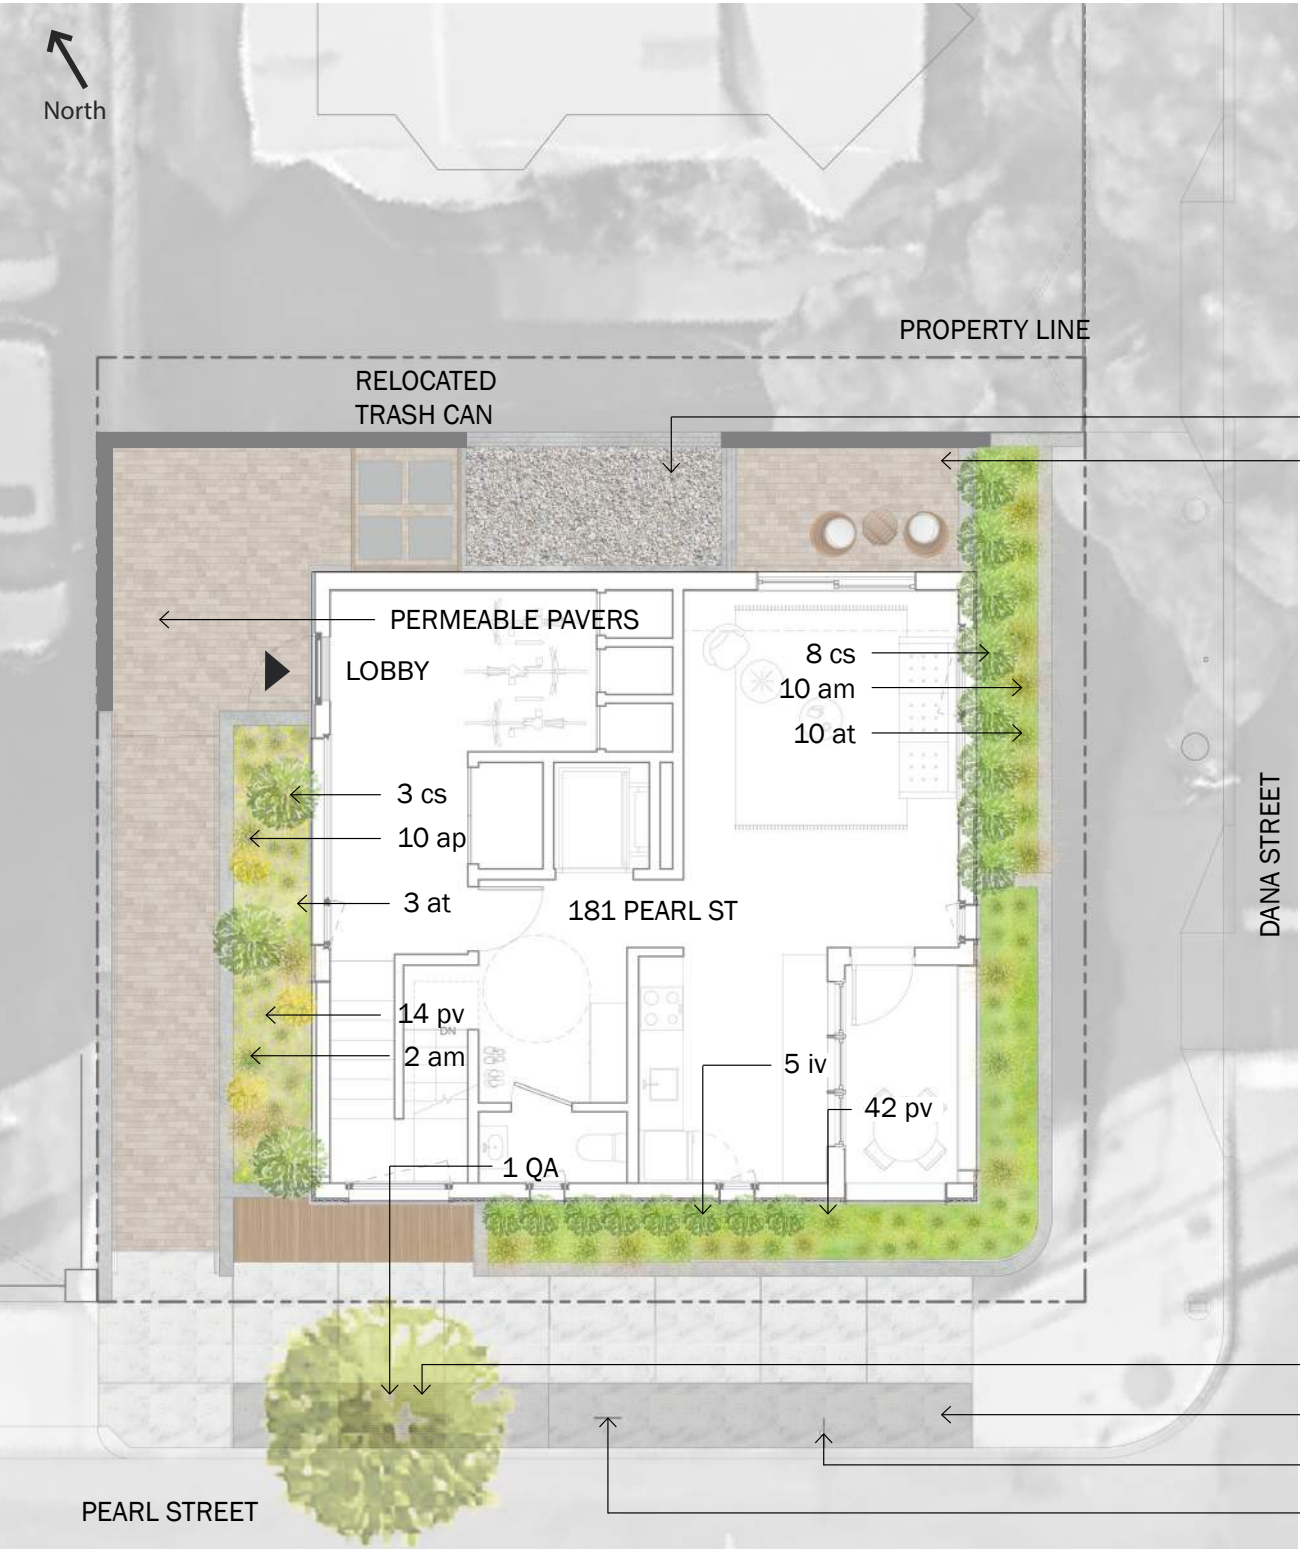 North
PROPERTY LINE
RELOCATED
TRASH CAN
PERMEABLE PAVERS
LOBBY
8 cs
10 am
10 at
3 cs
10 ap
3 at
181 PEARL ST
DANA STREET
14 pv
DN
2 am
5 iv
42 pv
1 QA
PEARL STREET